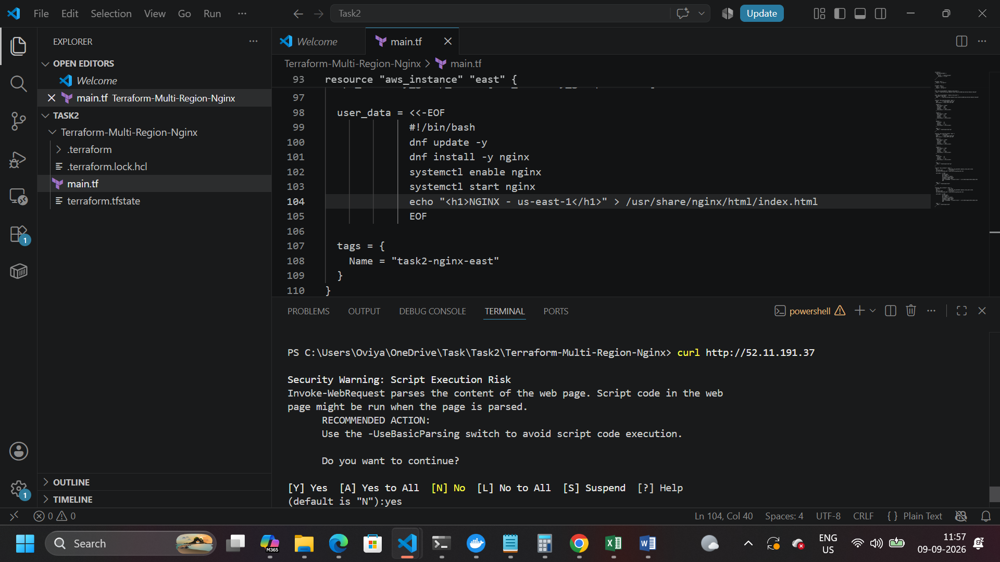 File Edit Selection View Go Run ...
Task2
Update
EXPLORER
OPEN EDITORS
Welcome
main.tf Terraform-Multi-Region-Nginx
TASK2
Terraform-Multi-Region-Nginx
.terraform
.terraform.lock.hcl
main.tf
terraform.tfstate
OUTLINE
TIMELINE
1
1
Welcome
main.tf
Terraform-Multi-Region-Nginx > main.tf
93 resource "aws_instance" "east" {
97
98 user_data = <<-EOF
99 #!/bin/bash
100 dnf update -y
101 dnf install -y nginx
102 systemctl enable nginx
103 systemctl start nginx
104 echo "<h1>NGINX - us-east-1</h1>" > /usr/share/nginx/html/index.html
105 EOF
106
107 tags = {
108 Name = "task2-nginx-east"
109 }
110 }
PROBLEMS OUTPUT DEBUG CONSOLE TERMINAL PORTS
powershell
PS C:\Users\Oviya\OneDrive\Task\Task2\Terraform-Multi-Region-Nginx> curl http://52.11.191.37
Security Warning: Script Execution Risk
Invoke-WebRequest parses the content of the web page. Script code in the web
page might be run when the page is parsed.
RECOMMENDED ACTION:
Use the -UseBasicParsing switch to avoid script code execution.
Do you want to continue?
[Y] Yes [A] Yes to All [N] No [L] No to All [S] Suspend [?] Help
(default is "N"):yes
0 0
Ln 104, Col 40 Spaces: 4 UTF-8 CRLF { } Plain Text
Search
M365
ENG
US
11:57
09-09-2026